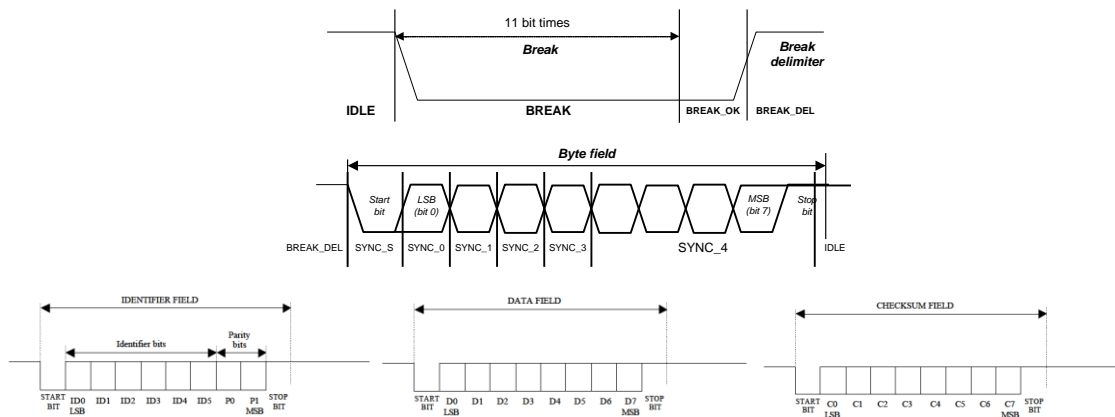 11 bit times
Break
Break
delimiter
IDLE
BREAK
BREAK_OK
BREAK_DEL
Byte field
Start
bit
LSB
(bit 0)
MSB
(bit 7)
Stop
bit
BREAK_DEL
SYNC_S
SYNC_0
SYNC_1
SYNC_2
SYNC_3
SYNC_4
IDLE
IDENTIFIER FIELD
Identifier bits
Parity
bits
START
BIT
ID0
LSB
ID1
ID2
ID3
ID4
ID5
P0
P1
MSB
STOP
BIT
DATA FIELD
START
BIT
D0
LSB
D1
D2
D3
D4
D5
D6
D7
MSB
STOP
BIT
CHECKSUM FIELD
START
BIT
C0
LSB
C1
C2
C3
C4
C5
C6
C7
MSB
STOP
BIT